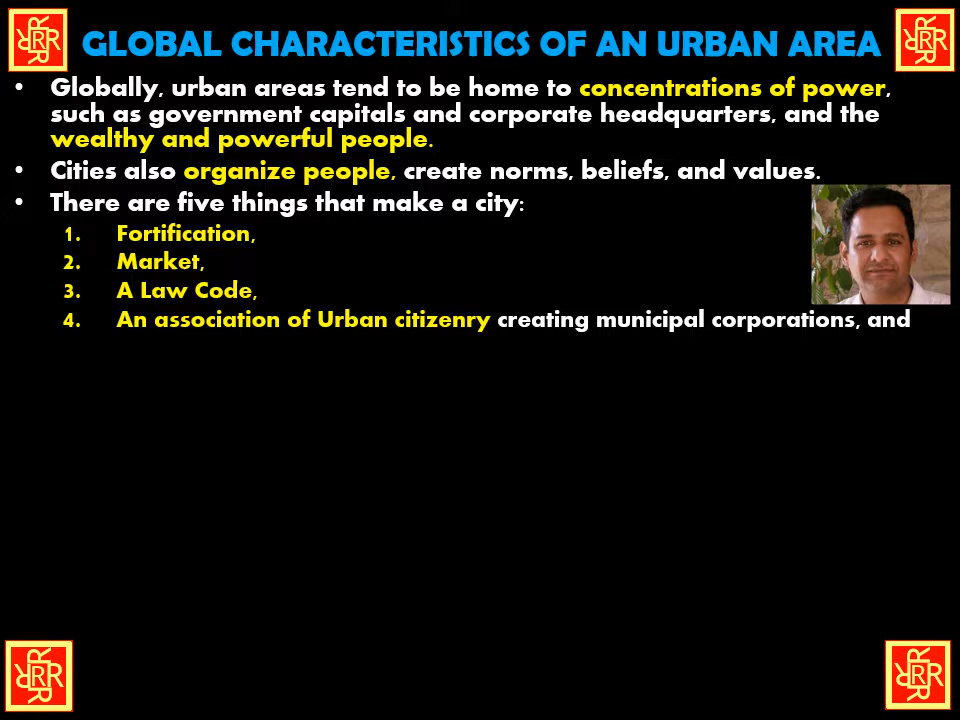 GLOBAL CHARACTERISTICS OF AN URBAN AREA
• Globally, urban areas tend to be home to concentrations of power,
such as government capitals and corporate headquarters, and the
wealthy and powerful people.
• Cities also organize people, create norms, beliefs, and values.
• There are five things that make a city:
1. Fortification,
2. Market,
3. A Law Code,
4. An association of Urban citizenry creating municipal corporations, and